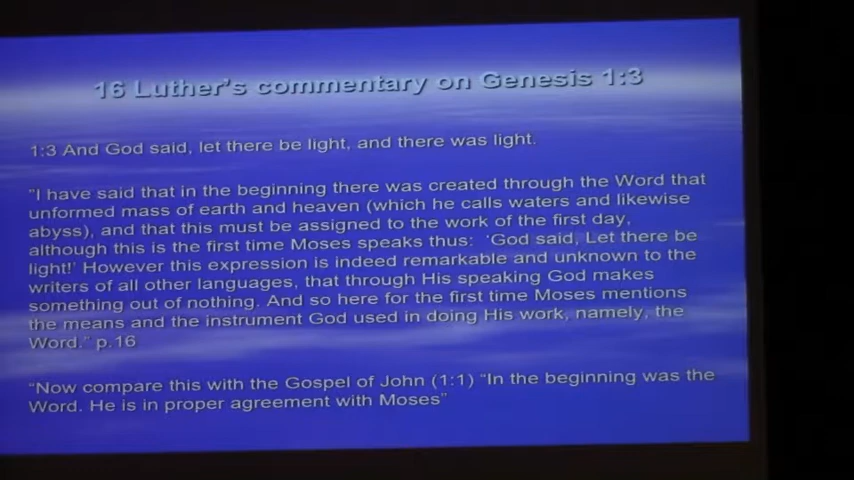 16 Luther's commentary on Genesis 1:3
1:3 And God said, let there be light, and there was light.
"I have said that in the beginning there was created through the Word that
unformed mass of earth and heaven (which he calls waters and likewise
abyss), and that this must be assigned to the work of the first day,
although this is the first time Moses speaks thus: 'God said, Let there be
light!' However this expression is indeed remarkable and unknown to the
writers of all other languages, that through His speaking God makes
something out of nothing. And so here for the first time Moses mentions
the means and the instrument God used in doing His work, namely, the
Word." p.16
"Now compare this with the Gospel of John (1:1) "In the beginning was the
Word. He is in proper agreement with Moses"